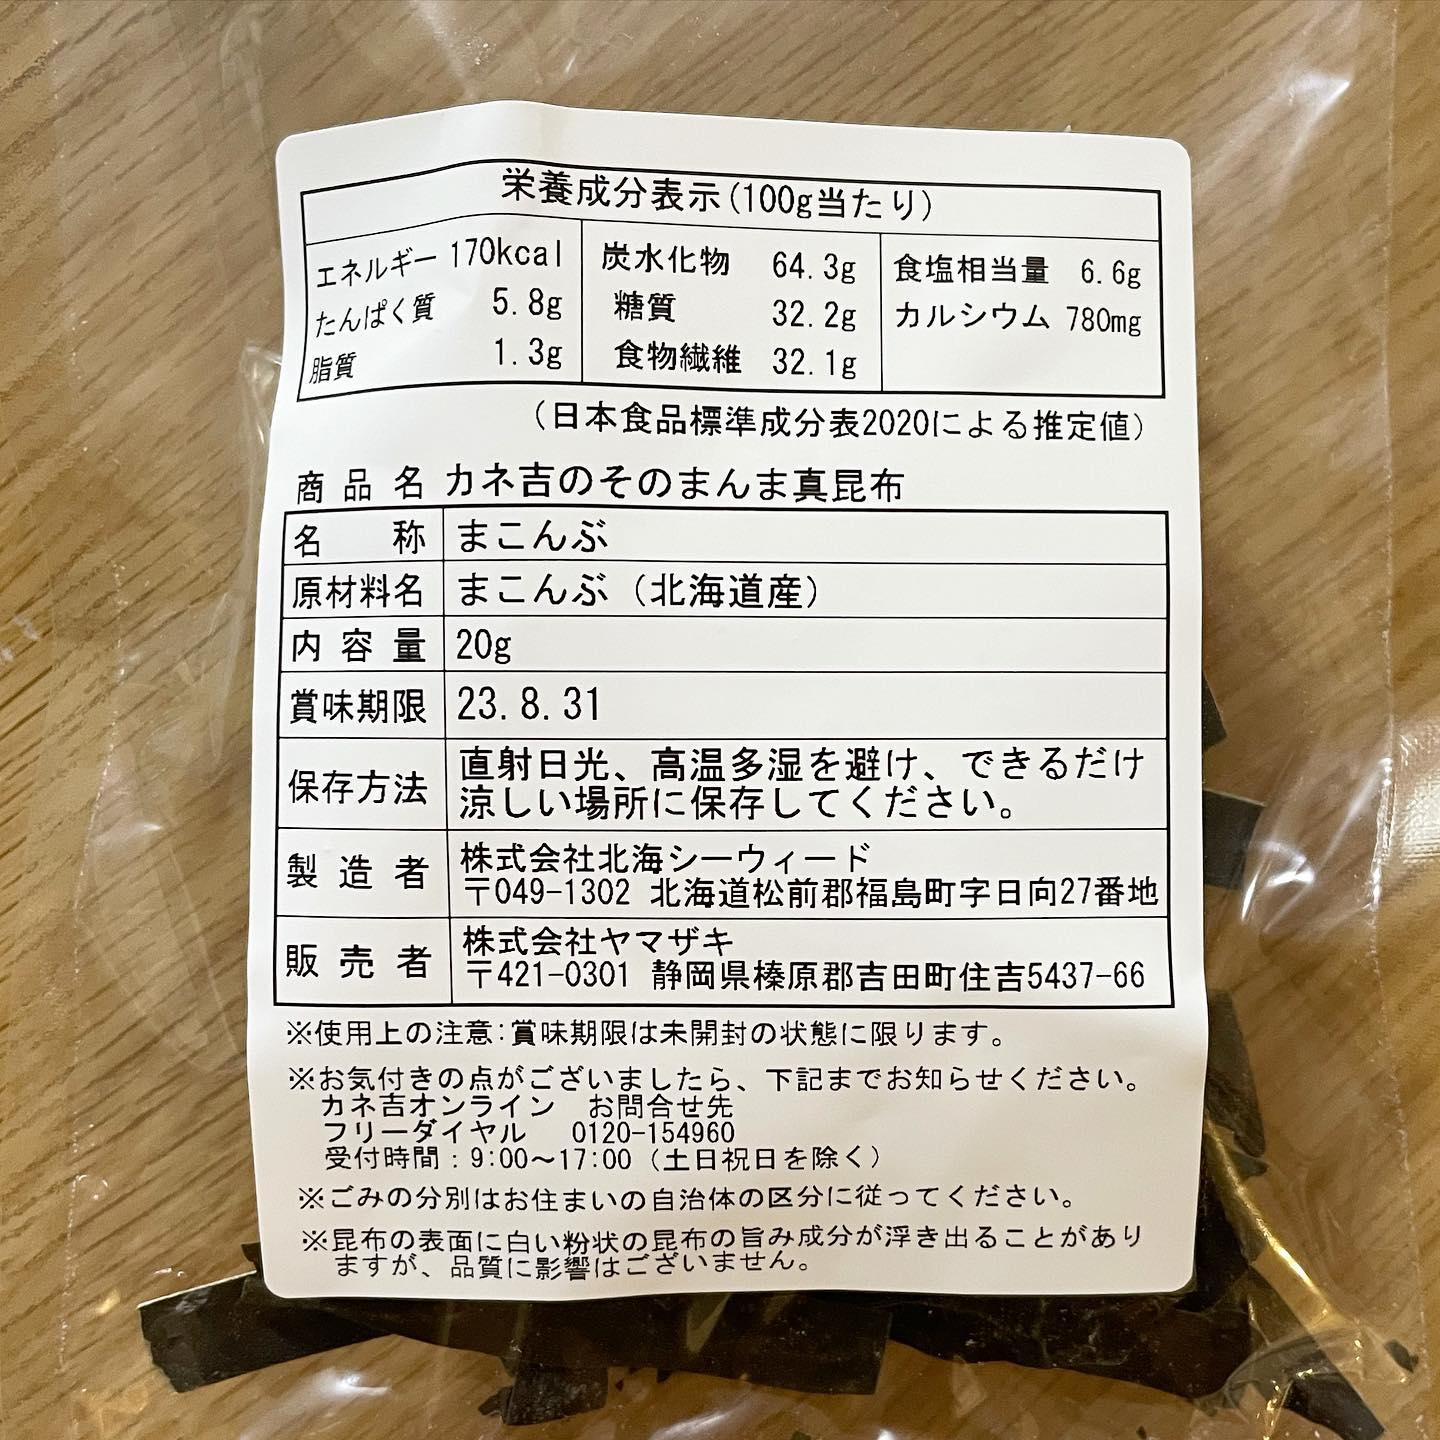 栄養成分表示(100g当たり)
エネルギー 170kcal 炭水化物 64.3g 食塩相当量 6.6g
たんぱく質 5.8g 糖質 32.2g カルシウム 780mg
脂質 1.3g 食物繊維 32.1g
(日本食品標準成分表2020による推定値)
商品名 カネ吉のそのまんま真昆布
名称 まこんぶ
原材料名 まこんぶ(北海道産)
内容量 20g
賞味期限 23.8.31
保存方法 直射日光、高温多湿を避け、できるだけ
涼しい場所に保存してください。
製造者 株式会社北海シーウィード
〒049-1302 北海道松前郡福島町字日向27番地
販売者 株式会社ヤマザキ
〒421-0301 静岡県榛原郡吉田町住吉5437-66
※使用上の注意:賞味期限は未開封の状態に限ります。
※お気付きの点がございましたら、下記までお知らせください。
カネ吉オンライン お問合せ先
フリーダイヤル 0120-154960
受付時間:9:00~17:00(土日祝日を除く)
※ごみの分別はお住まいの自治体の区分に従ってください。
※昆布の表面に白い粉状の昆布の旨み成分が浮き出ることがあり
ますが、品質に影響はございません。